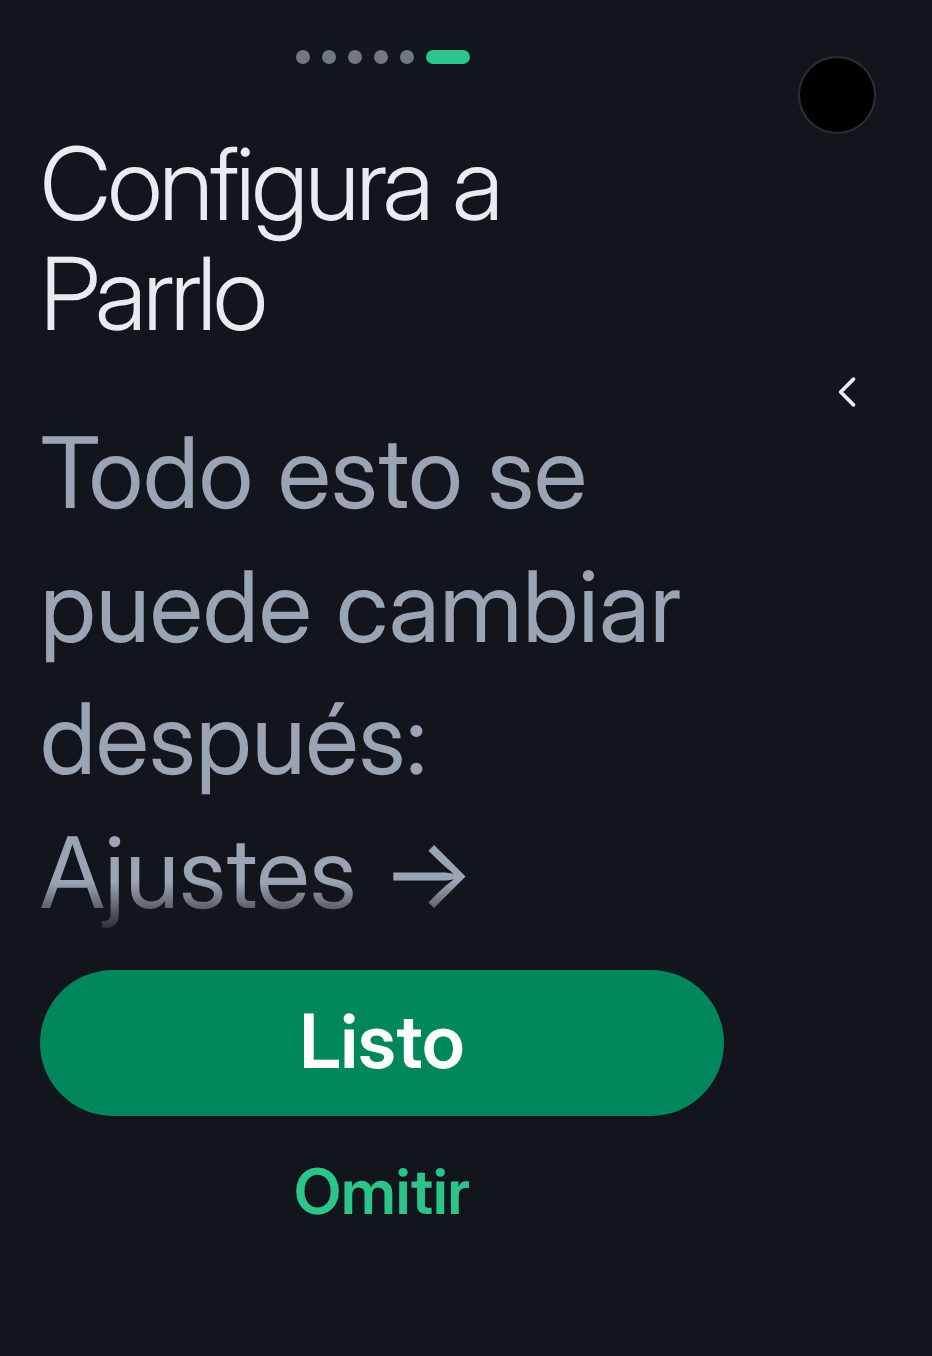 Configura a
Parrlo
Todo esto se
puede cambiar
después:
Ajustes →
Listo
Omitir